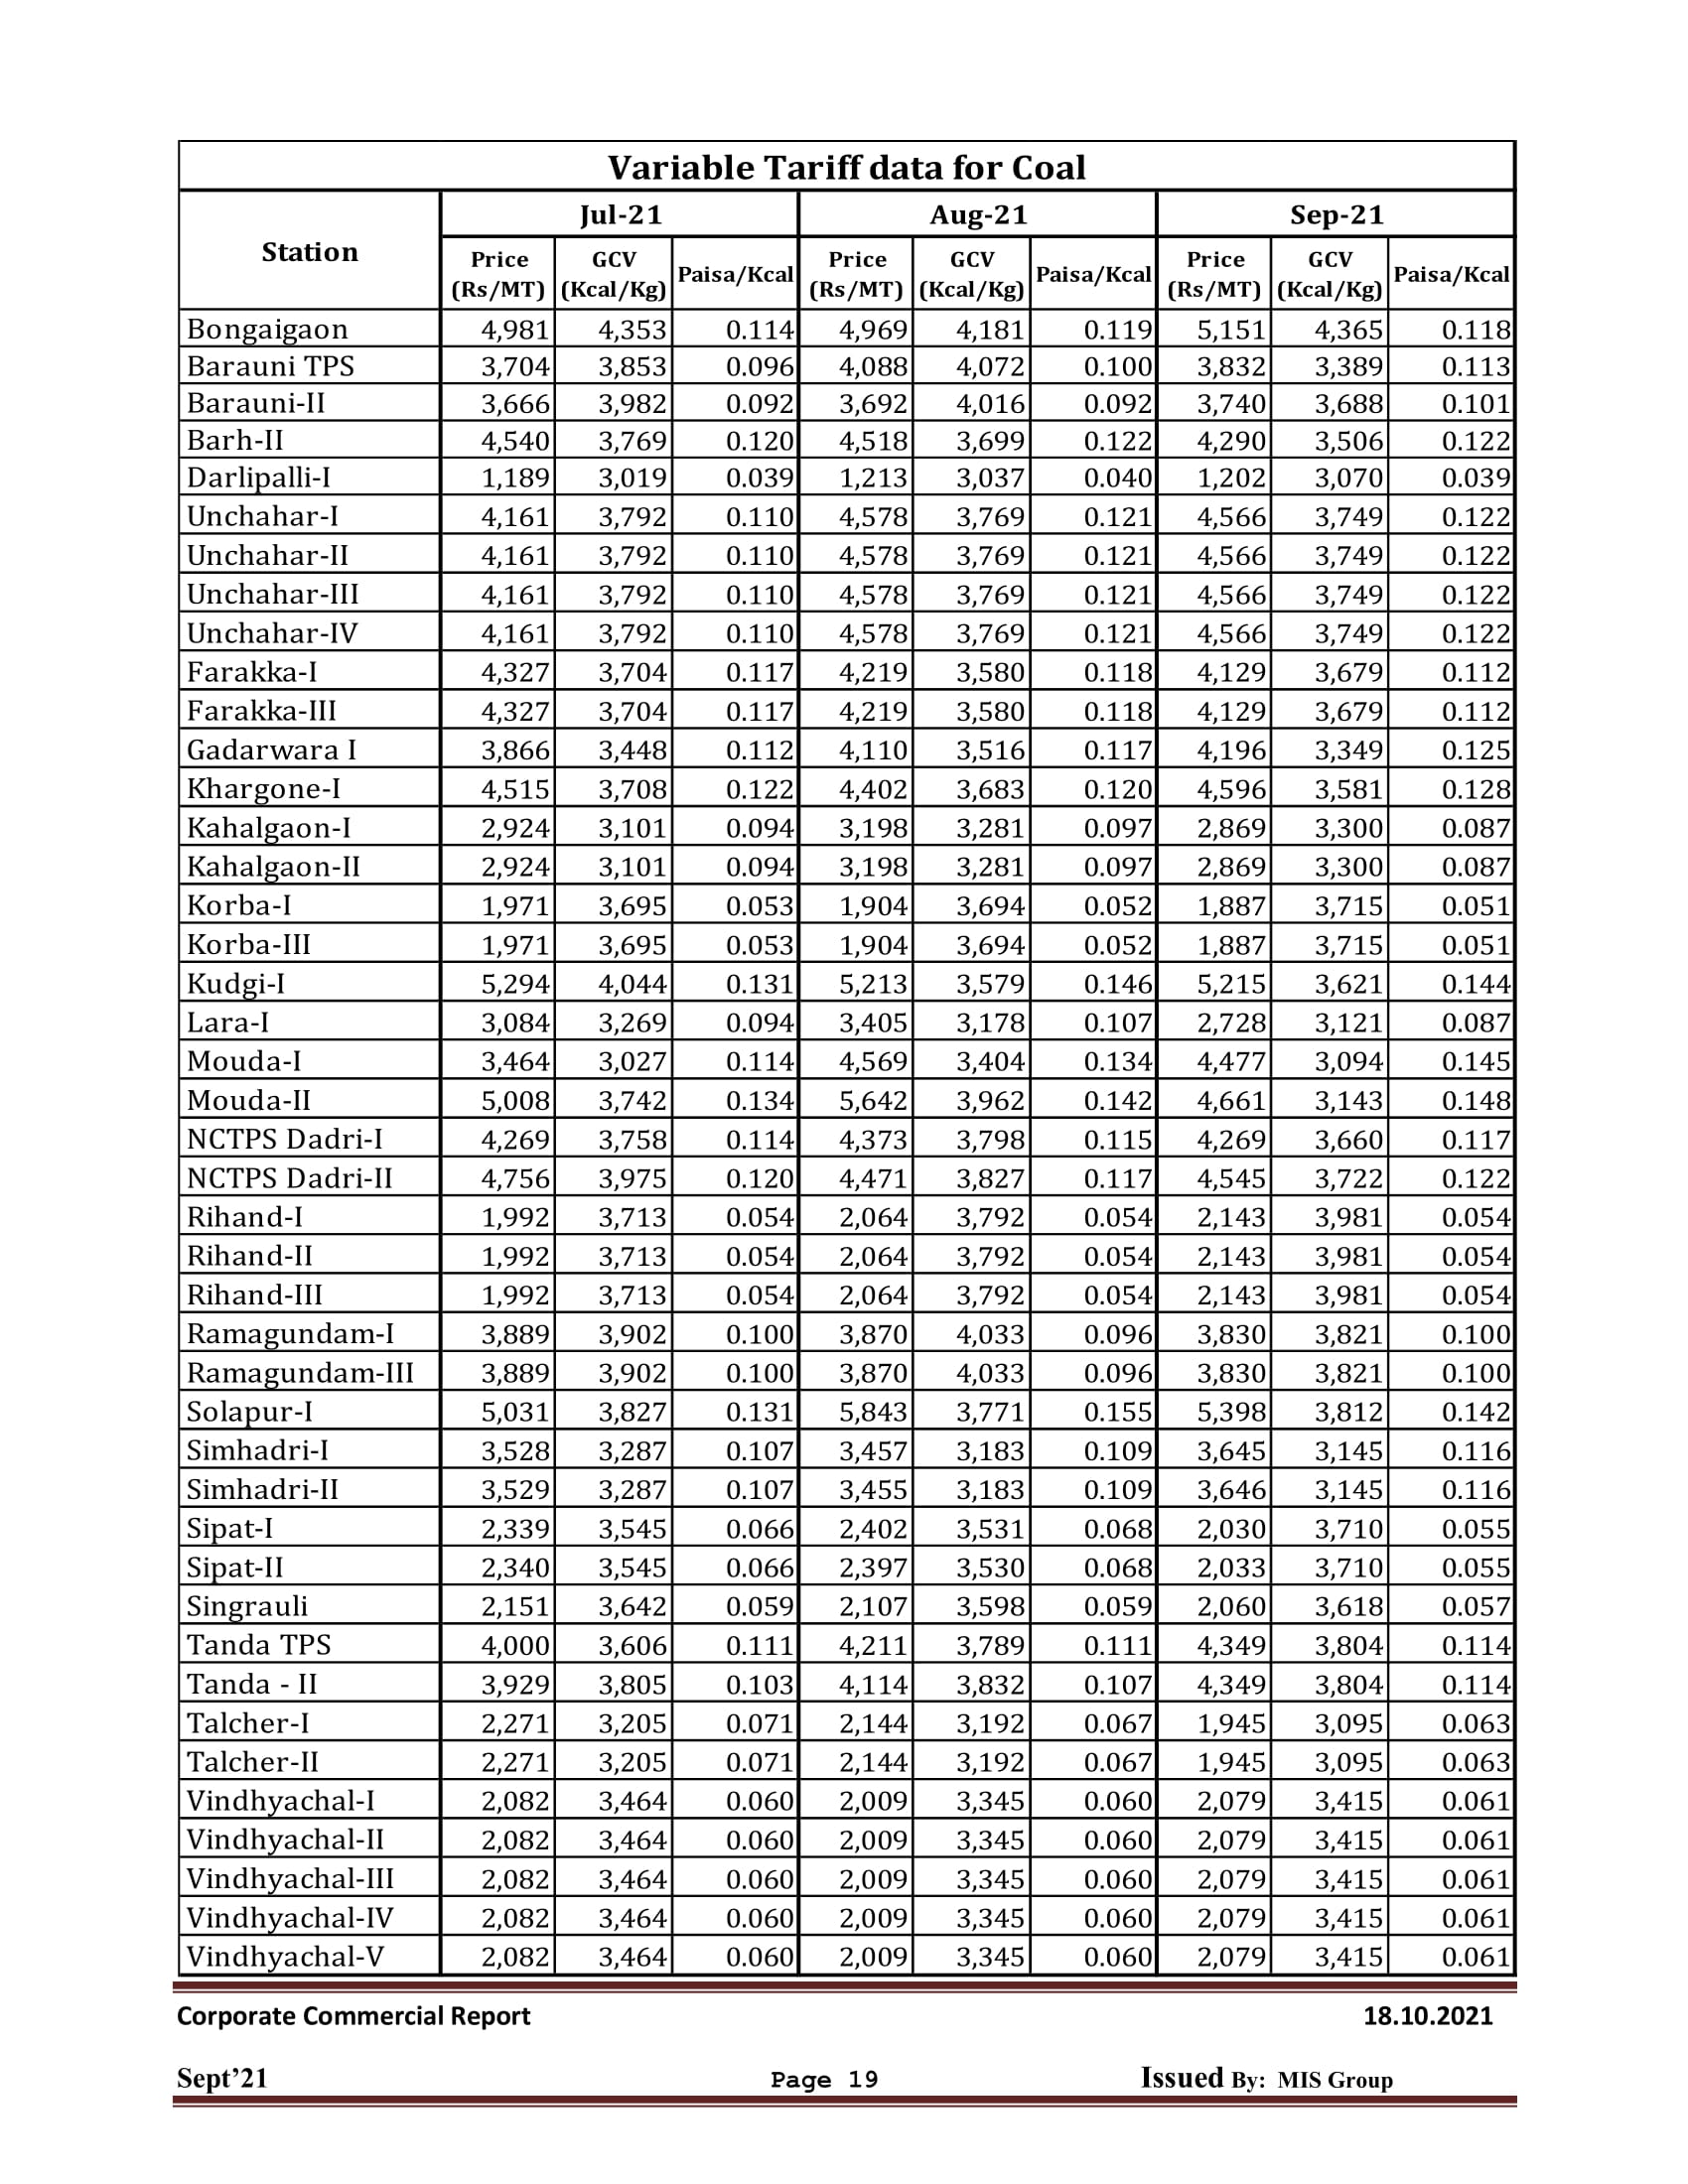 Variable Tariff data for Coal
Station Jul-21 Aug-21 Sep-21
Price (Rs/MT) GCV (Kcal/Kg) Paisa/Kcal Price (Rs/MT) GCV (Kcal/Kg) Paisa/Kcal Price (Rs/MT) GCV (Kcal/Kg) Paisa/Kcal
Bongaigaon 4,981 4,353 0.114 4,969 4,181 0.119 5,151 4,365 0.118
Barauni TPS 3,704 3,853 0.096 4,088 4,072 0.100 3,832 3,389 0.113
Barauni-II 3,666 3,982 0.092 3,692 4,016 0.092 3,740 3,688 0.101
Barh-II 4,540 3,769 0.120 4,518 3,699 0.122 4,290 3,506 0.122
Darlipalli-I 1,189 3,019 0.039 1,213 3,037 0.040 1,202 3,070 0.039
Unchahar-I 4,161 3,792 0.110 4,578 3,769 0.121 4,566 3,749 0.122
Unchahar-II 4,161 3,792 0.110 4,578 3,769 0.121 4,566 3,749 0.122
Unchahar-III 4,161 3,792 0.110 4,578 3,769 0.121 4,566 3,749 0.122
Unchahar-IV 4,161 3,792 0.110 4,578 3,769 0.121 4,566 3,749 0.122
Farakka-I 4,327 3,704 0.117 4,219 3,580 0.118 4,129 3,679 0.112
Farakka-III 4,327 3,704 0.117 4,219 3,580 0.118 4,129 3,679 0.112
Gadarwara I 3,866 3,448 0.112 4,110 3,516 0.117 4,196 3,349 0.125
Khargone-I 4,515 3,708 0.122 4,402 3,683 0.120 4,596 3,581 0.128
Kahalgaon-I 2,924 3,101 0.094 3,198 3,281 0.097 2,869 3,300 0.087
Kahalgaon-II 2,924 3,101 0.094 3,198 3,281 0.097 2,869 3,300 0.087
Korba-I 1,971 3,695 0.053 1,904 3,694 0.052 1,887 3,715 0.051
Korba-III 1,971 3,695 0.053 1,904 3,694 0.052 1,887 3,715 0.051
Kudgi-I 5,294 4,044 0.131 5,213 3,579 0.146 5,215 3,621 0.144
Lara-I 3,084 3,269 0.094 3,405 3,178 0.107 2,728 3,121 0.087
Mouda-I 3,464 3,027 0.114 4,569 3,404 0.134 4,477 3,094 0.145
Mouda-II 5,008 3,742 0.134 5,642 3,962 0.142 4,661 3,143 0.148
NCTPS Dadri-I 4,269 3,758 0.114 4,373 3,798 0.115 4,269 3,660 0.117
NCTPS Dadri-II 4,756 3,975 0.120 4,471 3,827 0.117 4,545 3,722 0.122
Rihand-I 1,992 3,713 0.054 2,064 3,792 0.054 2,143 3,981 0.054
Rihand-II 1,992 3,713 0.054 2,064 3,792 0.054 2,143 3,981 0.054
Rihand-III 1,992 3,713 0.054 2,064 3,792 0.054 2,143 3,981 0.054
Ramagundam-I 3,889 3,902 0.100 3,870 4,033 0.096 3,830 3,821 0.100
Ramagundam-III 3,889 3,902 0.100 3,870 4,033 0.096 3,830 3,821 0.100
Solapur-I 5,031 3,827 0.131 5,843 3,771 0.155 5,398 3,812 0.142
Simhadri-I 3,528 3,287 0.107 3,457 3,183 0.109 3,645 3,145 0.116
Simhadri-II 3,529 3,287 0.107 3,455 3,183 0.109 3,646 3,145 0.116
Sipat-I 2,339 3,545 0.066 2,402 3,531 0.068 2,030 3,710 0.055
Sipat-II 2,340 3,545 0.066 2,397 3,530 0.068 2,033 3,710 0.055
Singrauli 2,151 3,642 0.059 2,107 3,598 0.059 2,060 3,618 0.057
Tanda TPS 4,000 3,606 0.111 4,211 3,789 0.111 4,349 3,804 0.114
Tanda - II 3,929 3,805 0.103 4,114 3,832 0.107 4,349 3,804 0.114
Talcher-I 2,271 3,205 0.071 2,144 3,192 0.067 1,945 3,095 0.063
Talcher-II 2,271 3,205 0.071 2,144 3,192 0.067 1,945 3,095 0.063
Vindhyachal-I 2,082 3,464 0.060 2,009 3,345 0.060 2,079 3,415 0.061
Vindhyachal-II 2,082 3,464 0.060 2,009 3,345 0.060 2,079 3,415 0.061
Vindhyachal-III 2,082 3,464 0.060 2,009 3,345 0.060 2,079 3,415 0.061
Vindhyachal-IV 2,082 3,464 0.060 2,009 3,345 0.060 2,079 3,415 0.061
Vindhyachal-V 2,082 3,464 0.060 2,009 3,345 0.060 2,079 3,415 0.061
Corporate Commercial Report 18.10.2021
Sept’21 Page 19 Issued By: MIS Group